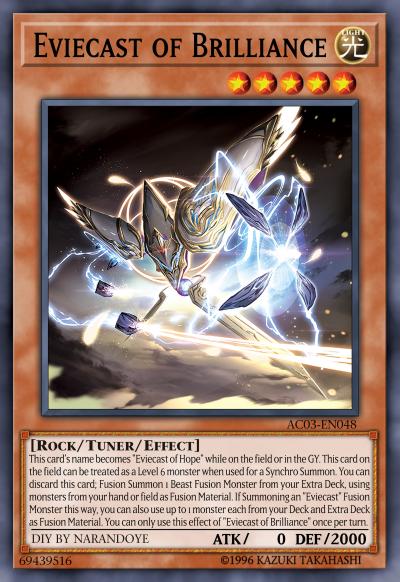 EVIECAST OF BRILLIANCE
LIGHT
光
AC03-EN048
[ROCK/TUNER/EFFECT]
This card's name becomes "Eviecast of Hope" while on the field or in the GY. This card on
the field can be treated as a Level 6 monster when used for a Synchro Summon. You can
discard this card; Fusion Summon 1 Beast Fusion Monster from your Extra Deck, using
monsters from your hand or field as Fusion Material. If Summoning an "Eviecast" Fusion
Monster this way, you can also use up to 1 monster each from your Deck and Extra Deck
as Fusion Material. You can only use this effect of "Eviecast of Brilliance" once per turn.
DIY BY NARANDOYE ATK/ 0 DEF/2000
69439516 ©1996 KAZUKI TAKAHASHI